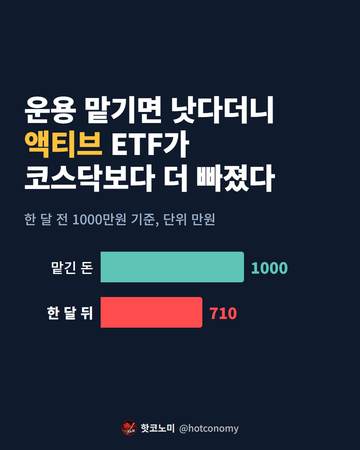 운용 맡기면 낫다더니
액티브 ETF가
코스닥보다 더 빠졌다
한 달 전 1000만원 기준, 단위 만원
맡긴 돈 1000
한 달 뒤 710
핫코노미 @hotconomy